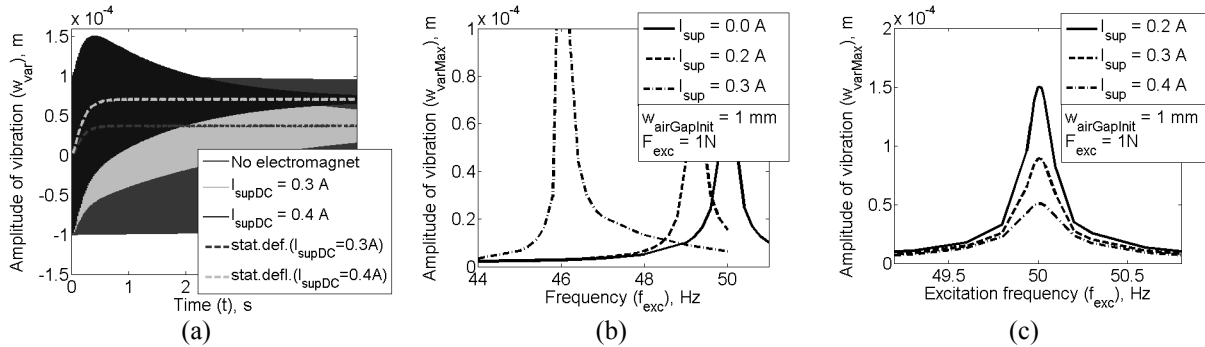 × 10⁻⁴
Amplitude of vibration (w_var), m
1.5
1
0.5
0
-0.5
-1
-1.5
0 1 2
Time (t), s
No electromagnet
I_supDC = 0.3 A
I_supDC = 0.4 A
stat.def.(I_supDC=0.3A)
stat.defl.(I_supDC=0.4A)
(a)
× 10⁻⁴
Amplitude of vibration (w_varMax), m
1
0.8
0.6
0.4
0.2
0
44 46 48 50
Frequency (f_exc), Hz
I_sup = 0.0 A
I_sup = 0.2 A
I_sup = 0.3 A
w_airGapInit = 1 mm
F_exc = 1N
(b)
× 10⁻⁴
Amplitude of vibration (w_varMax), m
2
1.5
1
0.5
0
49.5 50 50.5
Excitation frequency (f_exc), Hz
I_sup = 0.2 A
I_sup = 0.3 A
I_sup = 0.4 A
w_airGapInit = 1 mm
F_exc = 1N
(c)